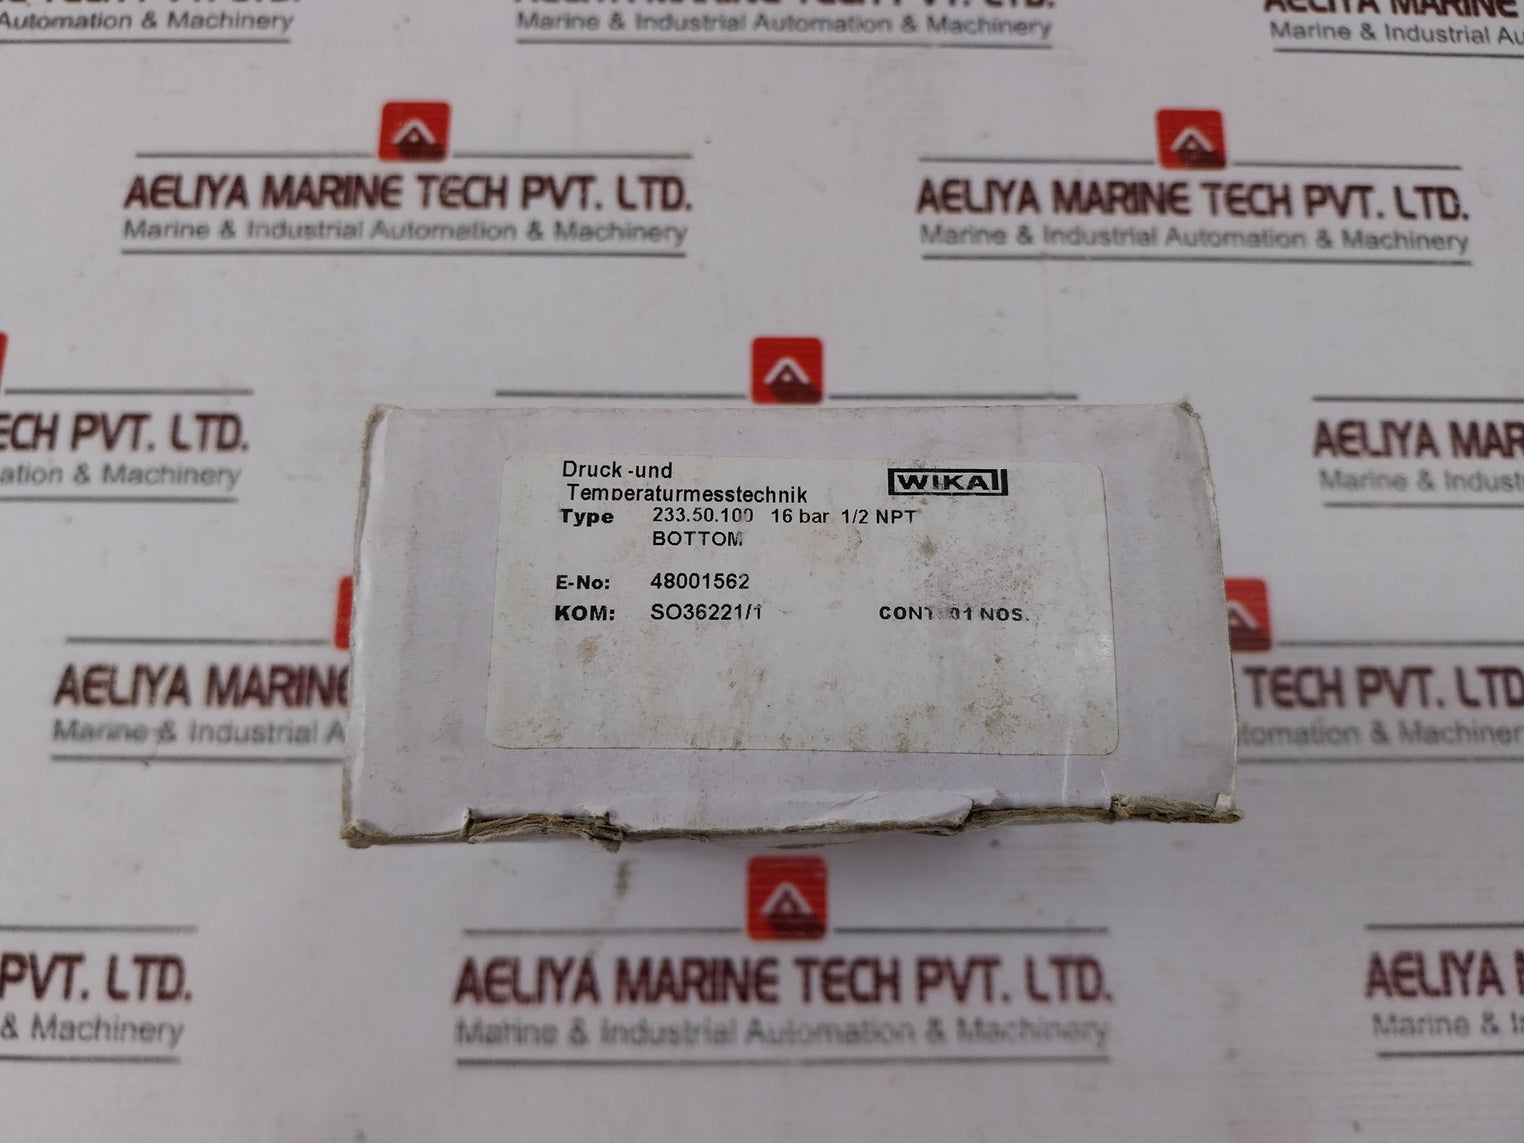 Automation & Machinery
Marine & Industrial Automation & Machinery
AELIYA MARINE
Marine & Industrial Au
AELIYA MARINE TECH PVT. LTD.
Marine & Industrial Automation & Machinery
AELIYA MARINE TECH PVT. LTD.
Marine & Industrial Automation & Machinery
ECH PVT. LTD.
ation & Machinery
AELIYA MAR
Marine & Indust
Druck -und
Temperaturmesstechnik
WIKA
Type 233.50.100 16 bar 1/2 NPT
BOTTOM
E-No: 48001562
KOM: SO36221/1 CONT 01 NOS.
AELIYA MARINE
Marine & Industrial A
TECH PVT. LTD
tomation & Machiner
PVT. LTD.
& Machinery
AELIYA MARINE TECH PVT. LTD.
Marine & Industrial Automation & Machinery
AELIYA
Marine & I